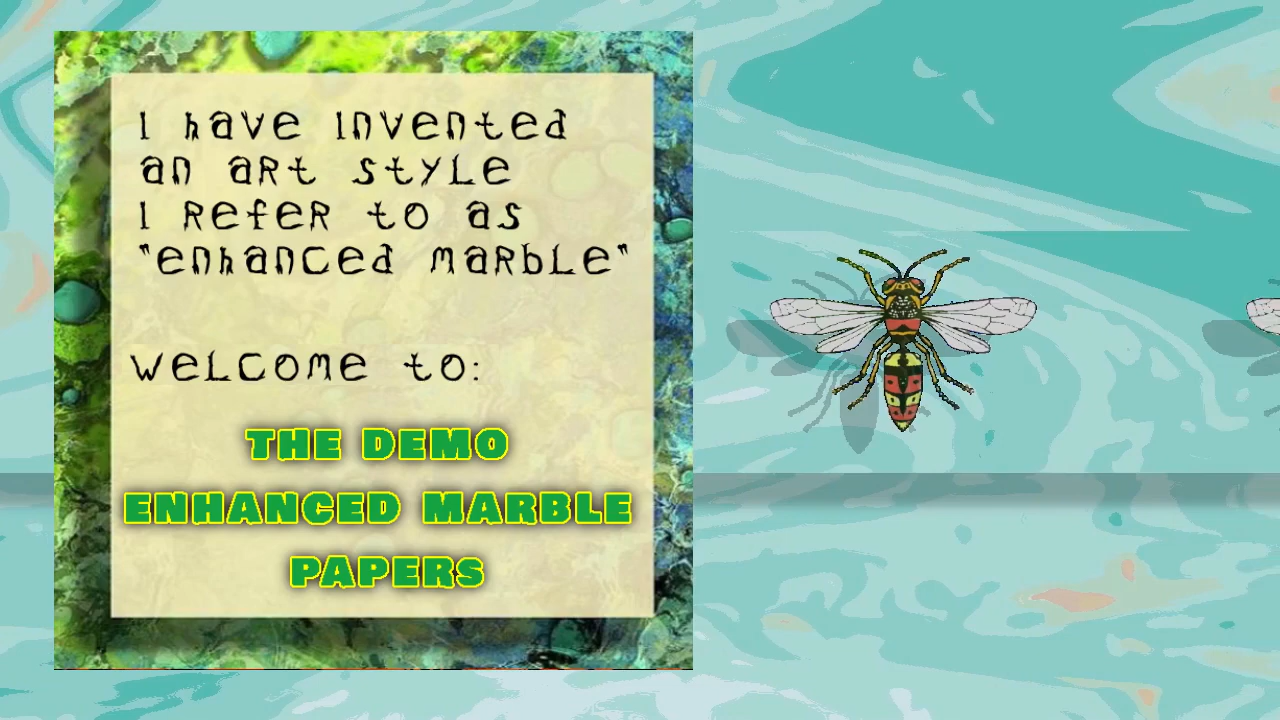 I have invented
an art style
I refer to as
"enhanced marble"
Welcome to:
THE DEMO
ENHANCED MARBLE
PAPERS